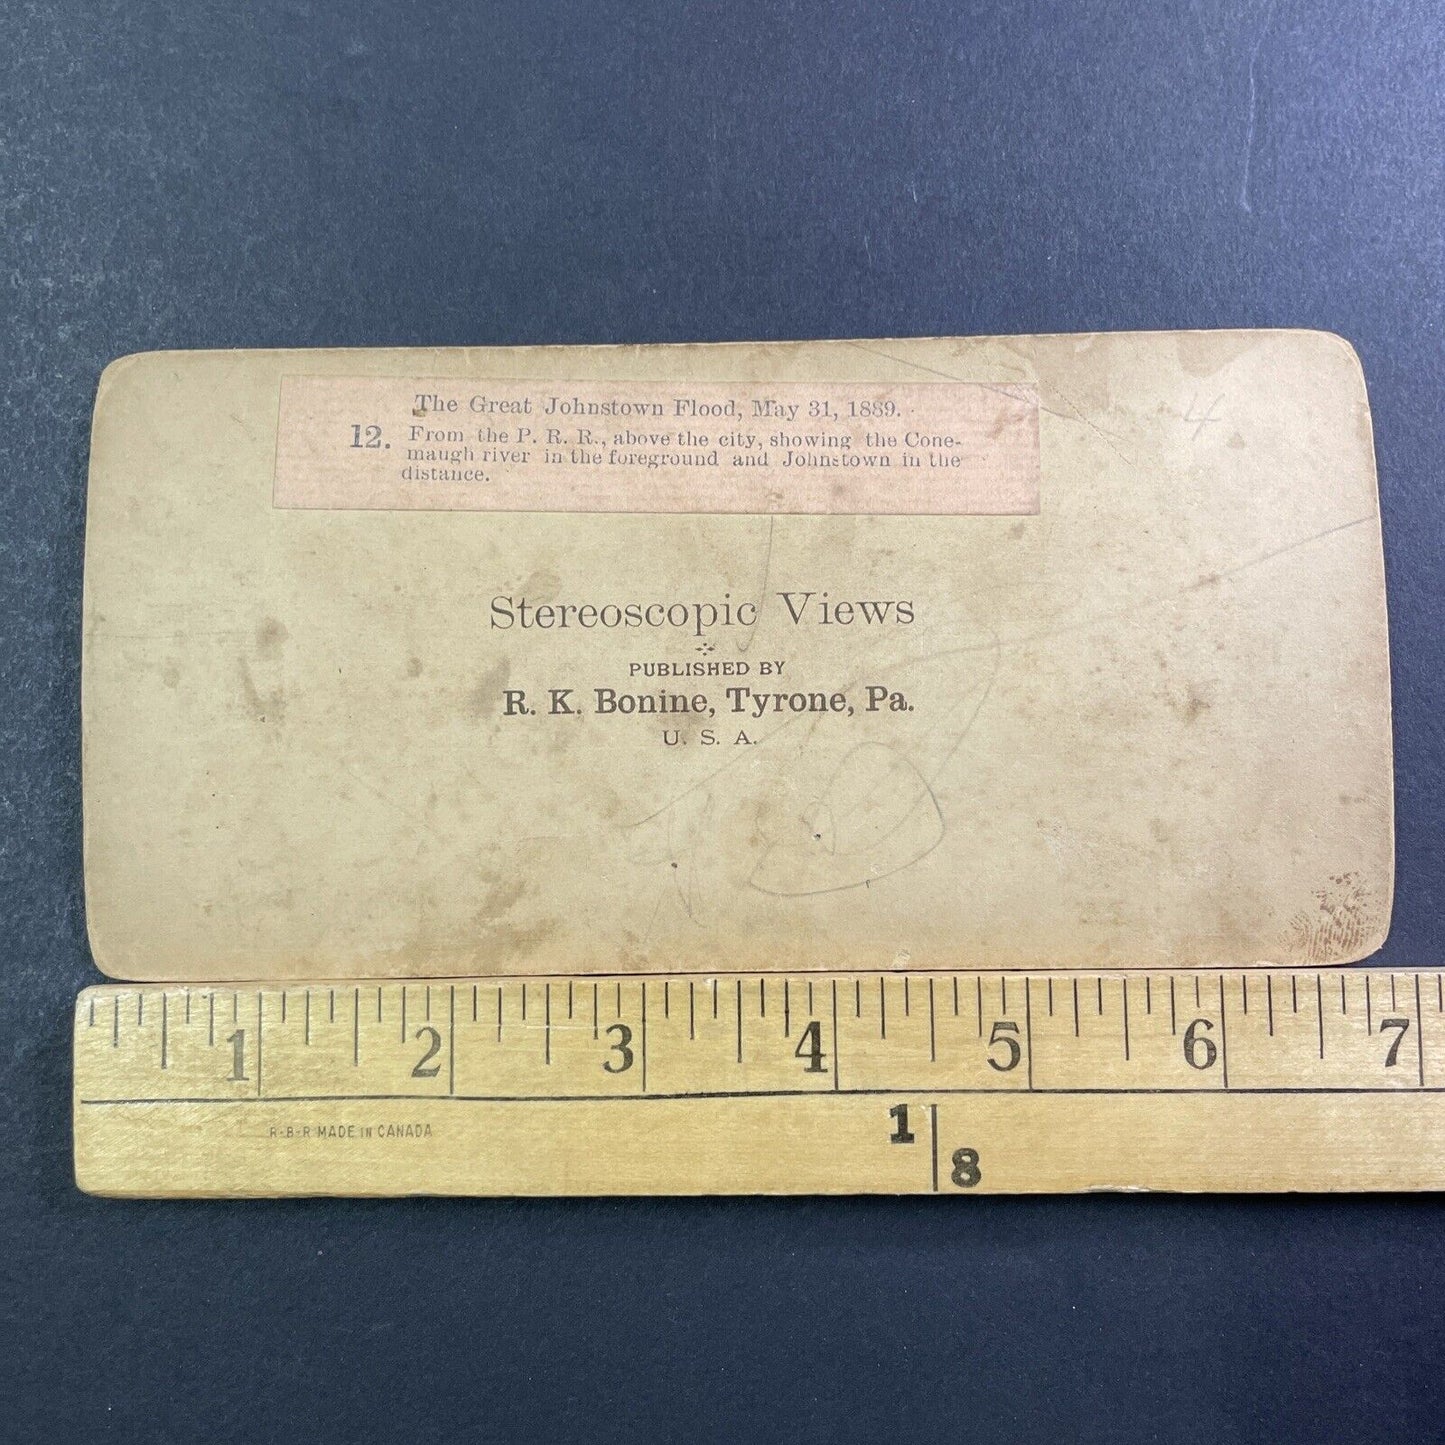 The Great Johnstown Flood, May 31, 1889.
12. From the P. R. R., above the city, showing the Cone-
maugh river in the foreground and Johnstown in the
distance.
4
Stereoscopic Views
PUBLISHED BY
R. K. Bonine, Tyrone, Pa.
U. S. A.
1 2 3 4 5 6 7
R·B·R MADE IN CANADA
1 8